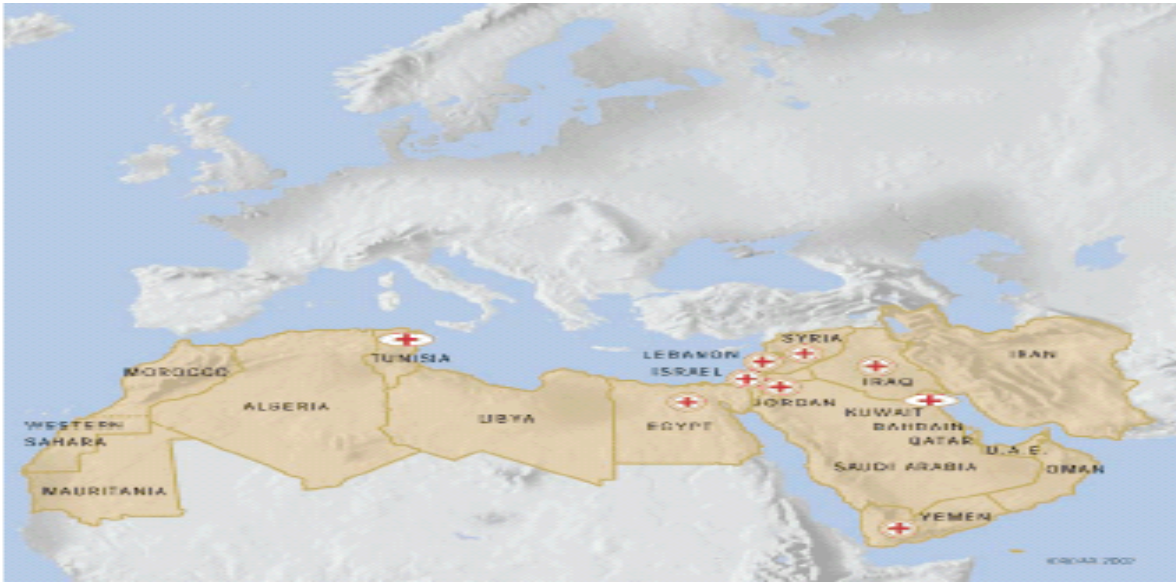 SYRIA
LEBANON
IRAN
TUNISIA
ISRAEL
MOROCCO
IRAQ
ALGERIA
JORDAN
KUWAIT
LIBYA
WESTERN
EGYPT
BAHRAIN
SAHARA
QATAR
U.A.E.
SAUDI ARABIA
OMAN
MAURITANIA
YEMEN
2002